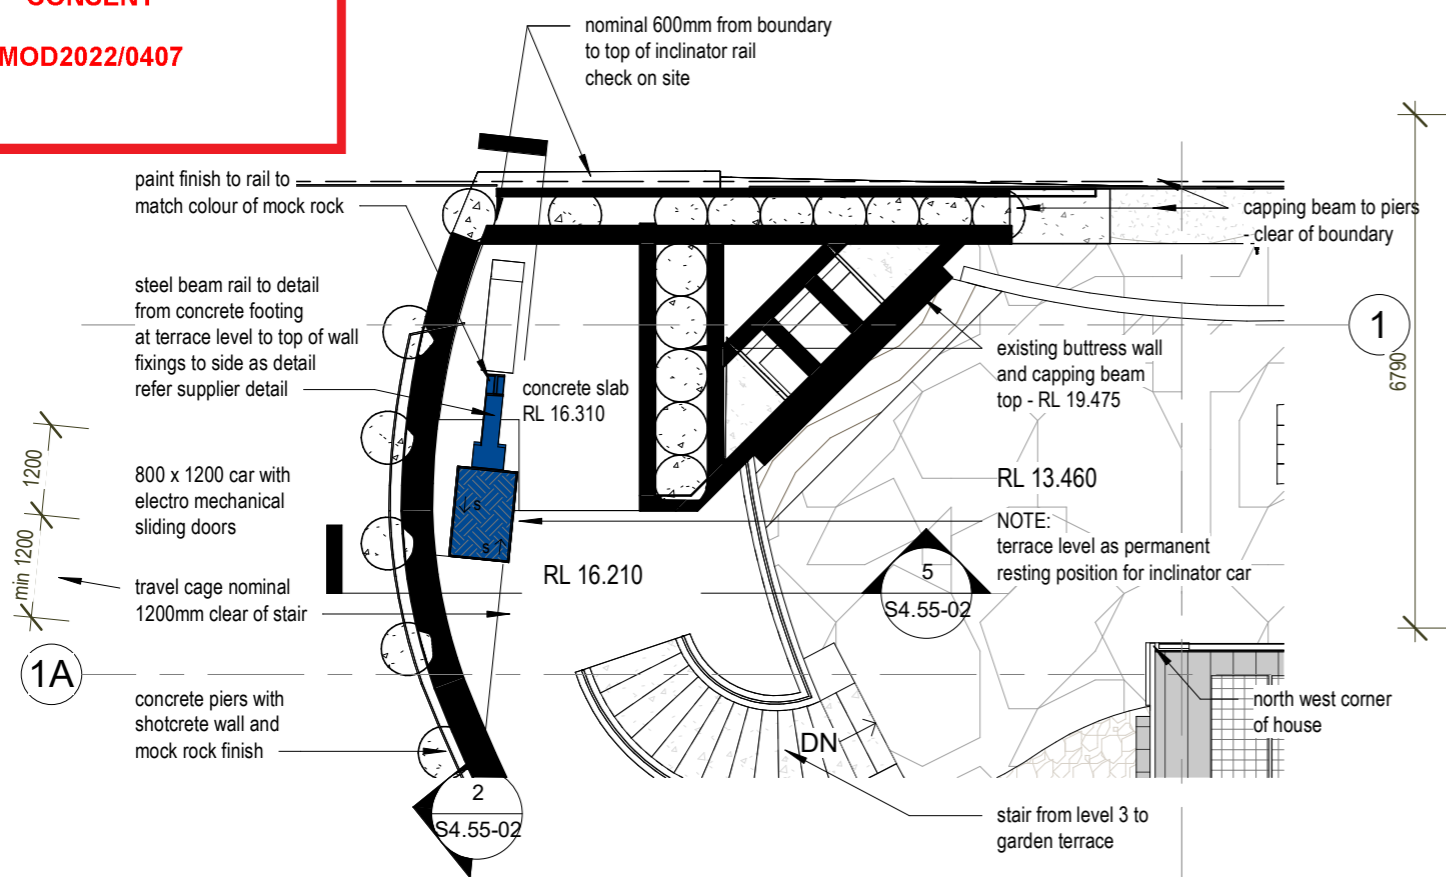 CONSENT
MOD2022/0407
nominal 600mm from boundary
to top of inclinator rail
check on site
paint finish to rail to
match colour of mock rock
capping beam to piers
- clear of boundary
steel beam rail to detail
from concrete footing
at terrace level to top of wall
fixings to side as detail
refer supplier detail
1
6790
existing buttress wall
and capping beam
top - RL 19.475
concrete slab
RL 16.310
1200
min 1200
800 x 1200 car with
electro mechanical
sliding doors
s
s
RL 13.460
NOTE:
terrace level as permanent
resting position for inclinator car
travel cage nominal
1200mm clear of stair
RL 16.210
5
S4.55-02
1A
concrete piers with
shotcrete wall and
mock rock finish
DN
north west corner
of house
2
S4.55-02
stair from level 3 to
garden terrace